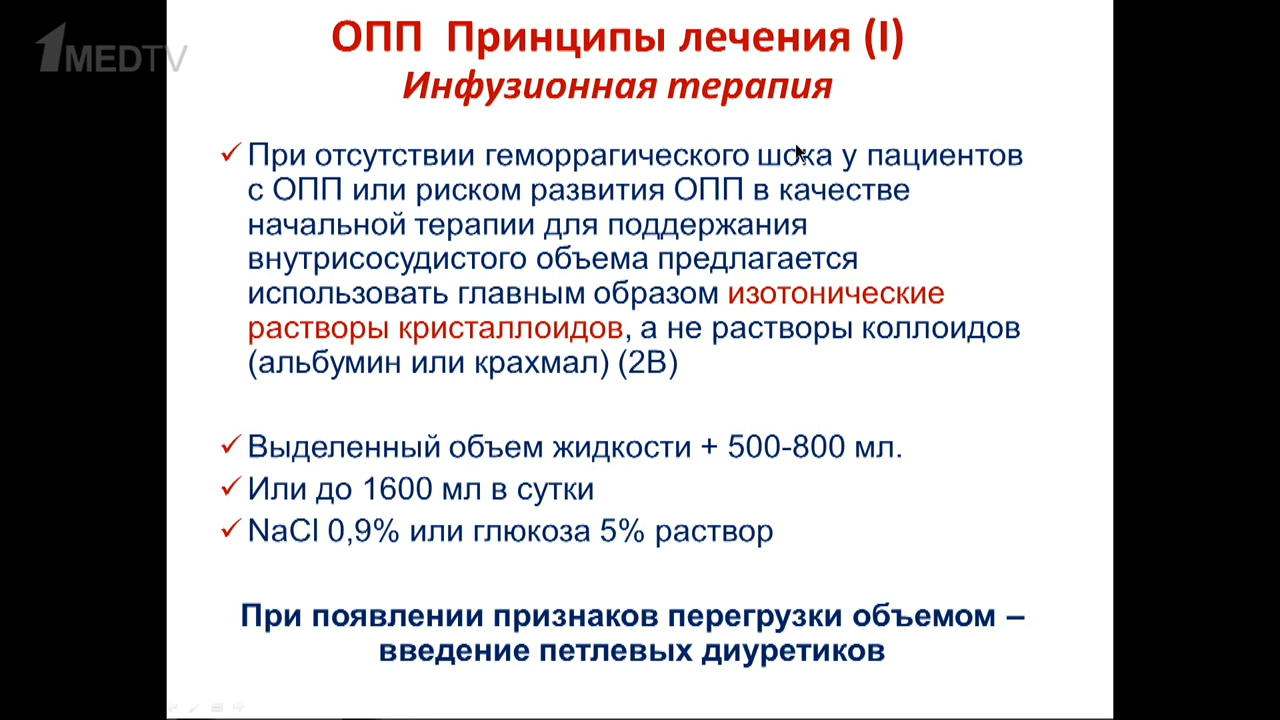 1MEDTV
ОПП Принципы лечения (I)
Инфузионная терапия
При отсутствии геморрагического шока у пациентов
с ОПП или риском развития ОПП в качестве
начальной терапии для поддержания
внутрисосудистого объема предлагается
использовать главным образом изотонические
растворы кристаллоидов, а не растворы коллоидов
(альбумин или крахмал) (2В)
Выделенный объем жидкости + 500-800 мл.
Или до 1600 мл в сутки
NaCl 0,9% или глюкоза 5% раствор
При появлении признаков перегрузки объемом –
введение петлевых диуретиков